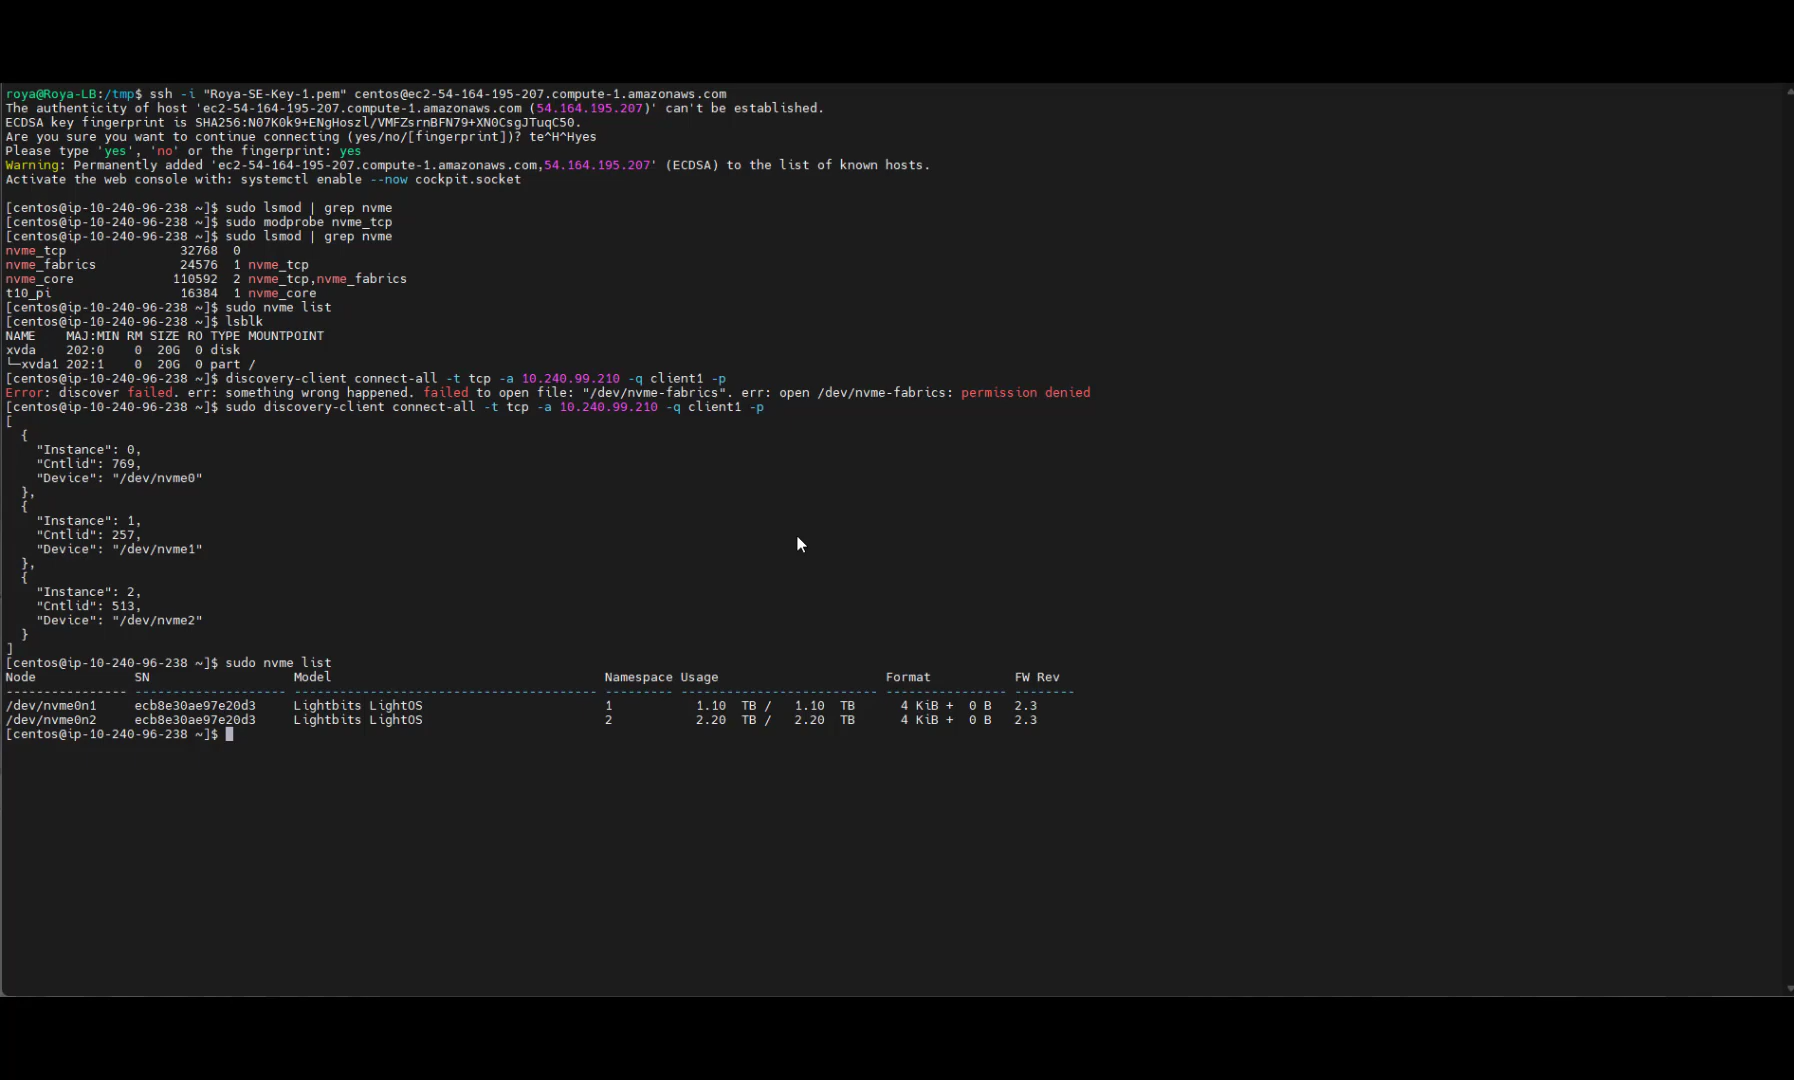 roya@Roya-LB:/tmp$ ssh -i "Roya-SE-Key-1.pem" centos@ec2-54-164-195-207.compute-1.amazonaws.com
The authenticity of host 'ec2-54-164-195-207.compute-1.amazonaws.com (54.164.195.207)' can't be established.
ECDSA key fingerprint is SHA256:N07K0k9+ENgHoszl/VMFZsrnBFN79+XN0CsgJTuqC50.
Are you sure you want to continue connecting (yes/no/[fingerprint])? te^H^Hyes
Please type 'yes', 'no' or the fingerprint: yes
Warning: Permanently added 'ec2-54-164-195-207.compute-1.amazonaws.com,54.164.195.207' (ECDSA) to the list of known hosts.
Activate the web console with: systemctl enable --now cockpit.socket
[centos@ip-10-240-96-238 ~]$ sudo lsmod | grep nvme
[centos@ip-10-240-96-238 ~]$ sudo modprobe nvme_tcp
[centos@ip-10-240-96-238 ~]$ sudo lsmod | grep nvme
nvme_tcp               32768  0
nvme_fabrics           24576  1 nvme_tcp
nvme_core             110592  2 nvme_tcp,nvme_fabrics
t10_pi                 16384  1 nvme_core
[centos@ip-10-240-96-238 ~]$ sudo nvme list
[centos@ip-10-240-96-238 ~]$ lsblk
NAME    MAJ:MIN RM SIZE RO TYPE MOUNTPOINT
xvda    202:0    0  20G  0 disk
└─xvda1 202:1    0  20G  0 part /
[centos@ip-10-240-96-238 ~]$ discovery-client connect-all -t tcp -a 10.240.99.210 -q client1 -p
Error: discover failed. err: something wrong happened. failed to open file: "/dev/nvme-fabrics". err: open /dev/nvme-fabrics: permission denied
[centos@ip-10-240-96-238 ~]$ sudo discovery-client connect-all -t tcp -a 10.240.99.210 -q client1 -p
[
  {
    "Instance": 0,
    "Cntlid": 769,
    "Device": "/dev/nvme0"
  },
  {
    "Instance": 1,
    "Cntlid": 257,
    "Device": "/dev/nvme1"
  },
  {
    "Instance": 2,
    "Cntlid": 513,
    "Device": "/dev/nvme2"
  }
]
[centos@ip-10-240-96-238 ~]$ sudo nvme list
Node             SN                   Model                                    Namespace Usage                      Format           FW Rev
---------------- -------------------- ---------------------------------------- --------- -------------------------- ---------------- --------
/dev/nvme0n1     ecb8e30ae97e20d3     Lightbits LightOS                        1           1.10  TB /   1.10  TB      4 KiB +  0 B   2.3
/dev/nvme0n2     ecb8e30ae97e20d3     Lightbits LightOS                        2           2.20  TB /   2.20  TB      4 KiB +  0 B   2.3
[centos@ip-10-240-96-238 ~]$